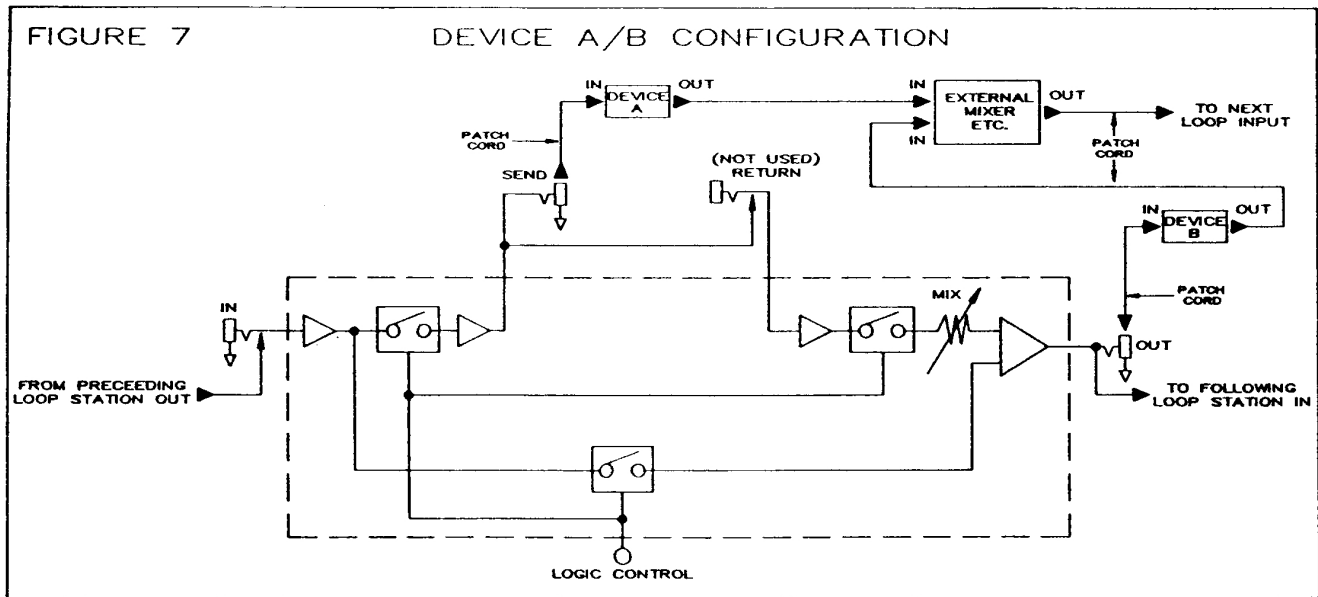 FIGURE 7
DEVICE A/B CONFIGURATION
IN
DEVICE
A
OUT
IN
IN
EXTERNAL
MIXER
ETC.
OUT
TO NEXT
LOOP INPUT
PATCH
CORD
PATCH
CORD
SEND
(NOT USED)
RETURN
IN
DEVICE
B
OUT
PATCH
CORD
IN
MIX
OUT
FROM PRECEEDING
LOOP STATION OUT
TO FOLLOWING
LOOP STATION IN
LOGIC CONTROL